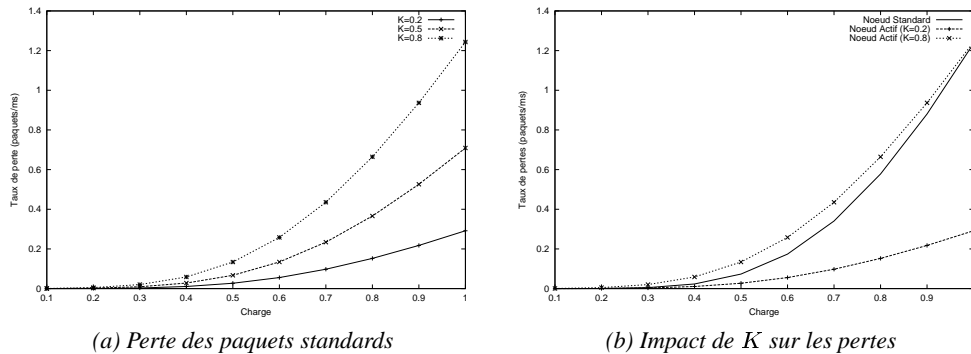 K=0.2
K=0.5
K=0.8
Taux de perte (paquets/ms)
1.4
1.2
1
0.8
0.6
0.4
0.2
0
0.1 0.2 0.3 0.4 0.5 0.6 0.7 0.8 0.9 1
Charge
(a) Perte des paquets standards
Noeud Standard
Noeud Actif (K=0.2)
Noeud Actif (K=0.8)
Taux de pertes (paquets/ms)
1.4
1.2
1
0.8
0.6
0.4
0.2
0
0.1 0.2 0.3 0.4 0.5 0.6 0.7 0.8 0.9
Charge
(b) Impact de K sur les pertes